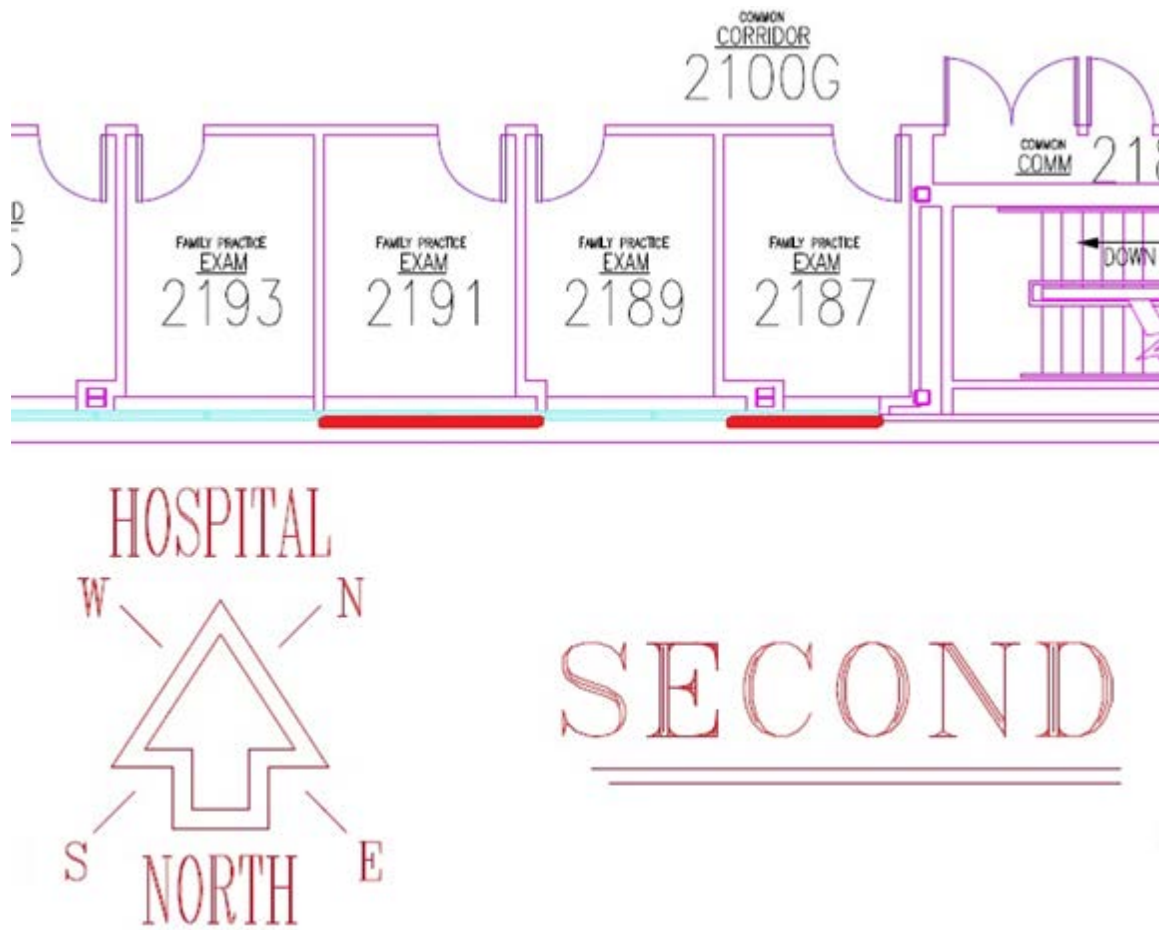 COMMON
CORRIDOR
2100G
COMMON
COMM
DOWN
FAMILY PRACTICE
EXAM
2193
FAMILY PRACTICE
EXAM
2191
FAMILY PRACTICE
EXAM
2189
FAMILY PRACTICE
EXAM
2187
HOSPITAL
W N
S E
NORTH
SECOND